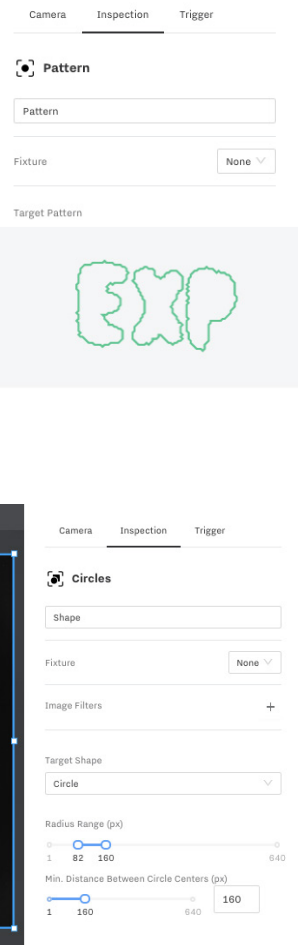 Camera Inspection Trigger
Pattern
Pattern
Fixture None
Target Pattern
EXP
Camera Inspection Trigger
Circles
Shape
Fixture None
Image Filters +
Target Shape
Circle
Radius Range (px)
1 82 160 640
Min. Distance Between Circle Centers (px)
160
1 160 640